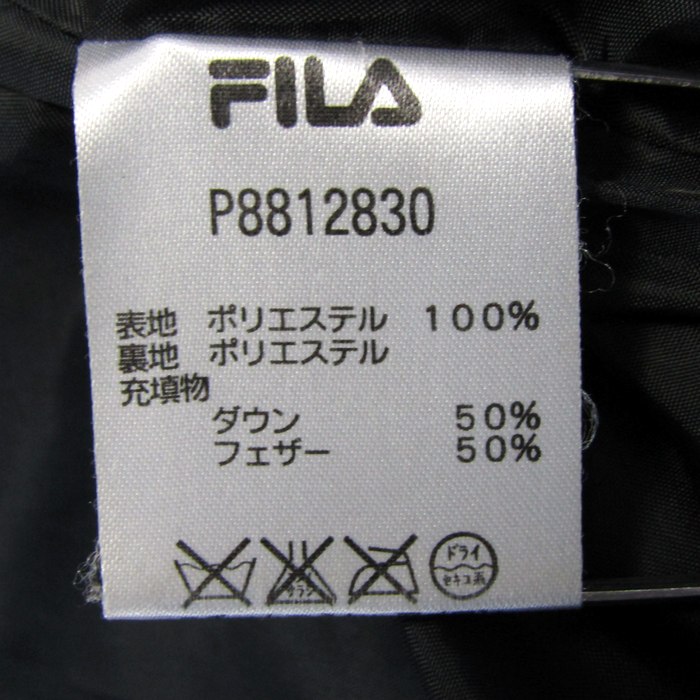 FILA
P8812830
表地 ポリエステル 100%
裏地 ポリエステル
充填物
ダウン 50%
フェザー 50%
ドライ
セキユ系